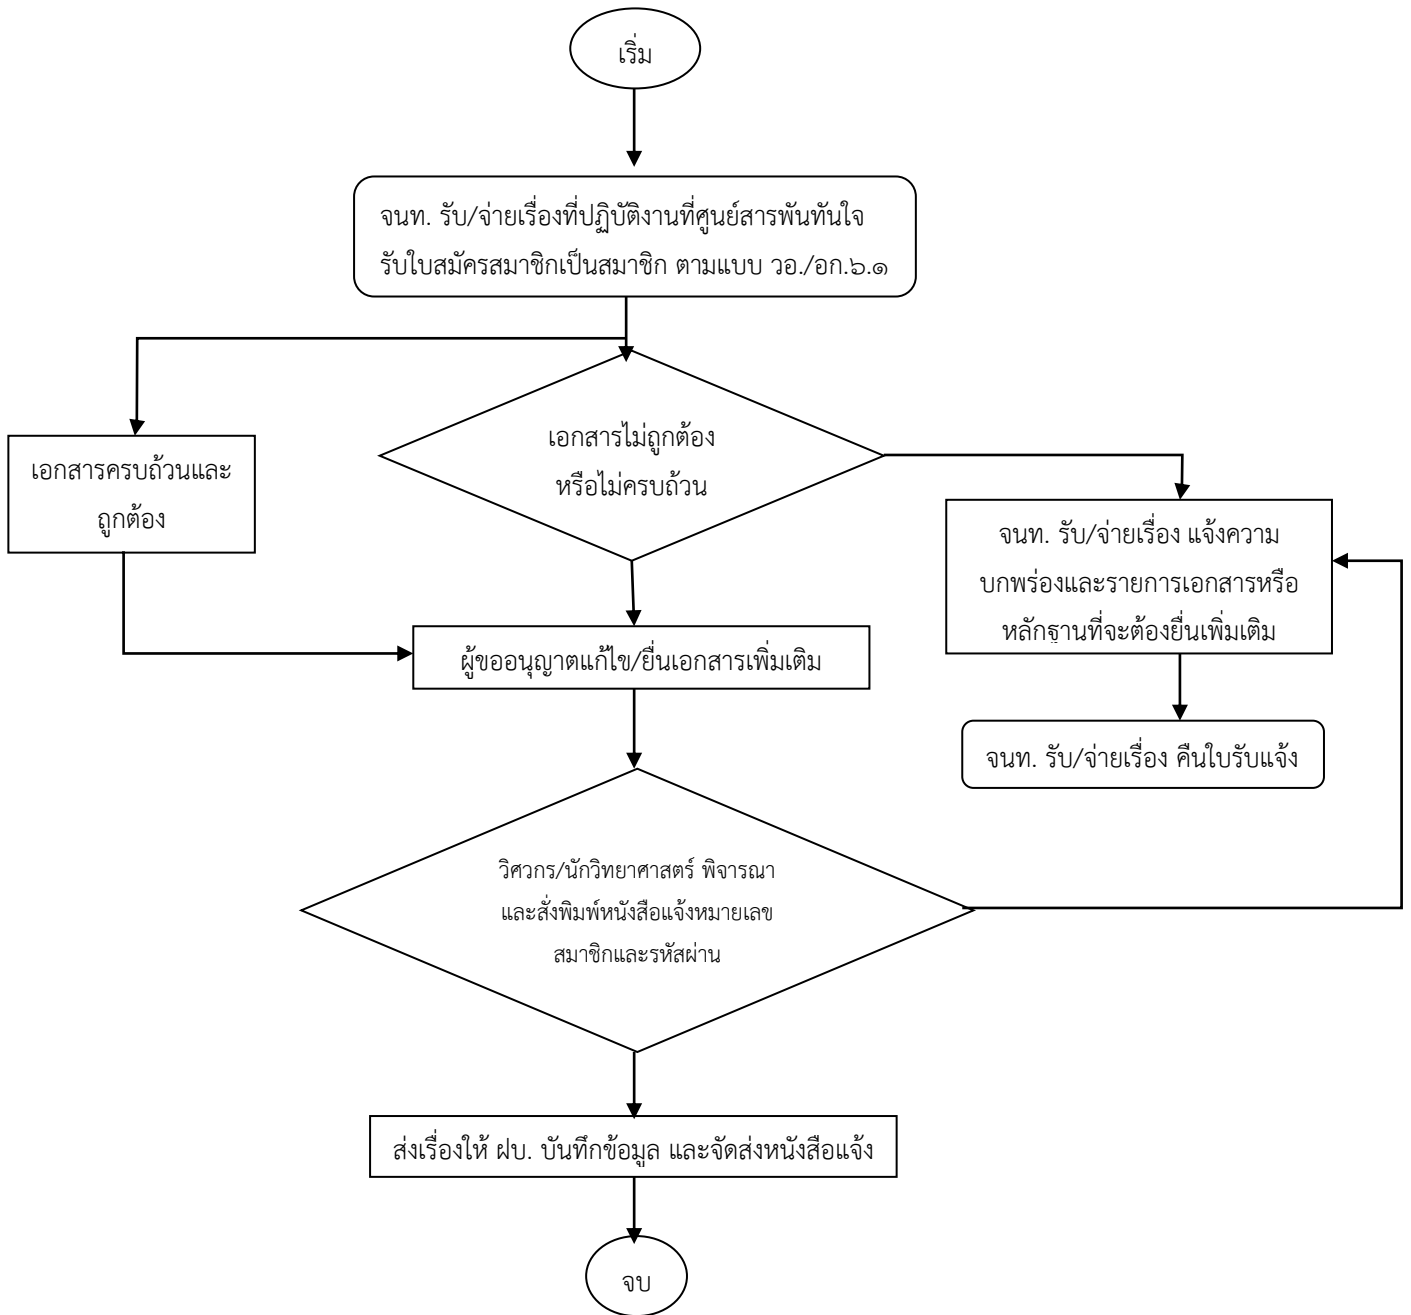 เริ่ม
จนท. รับ/จ่ายเรื่องที่ปฏิบัติงานที่ศูนย์สารพันทันใจ
รับใบสมัครสมาชิกเป็นสมาชิก ตามแบบ วอ./อก.๖.๑
เอกสารไม่ถูกต้อง
หรือไม่ครบถ้วน
เอกสารครบถ้วนและ
ถูกต้อง
จนท. รับ/จ่ายเรื่อง แจ้งความ
บกพร่องและรายการเอกสารหรือ
หลักฐานที่จะต้องยื่นเพิ่มเติม
ผู้ขออนุญาตแก้ไข/ยื่นเอกสารเพิ่มเติม
จนท. รับ/จ่ายเรื่อง คืนใบรับแจ้ง
วิศวกร/นักวิทยาศาสตร์ พิจารณา
และสั่งพิมพ์หนังสือแจ้งหมายเลข
สมาชิกและรหัสผ่าน
ส่งเรื่องให้ ฝบ. บันทึกข้อมูล และจัดส่งหนังสือแจ้ง
จบ